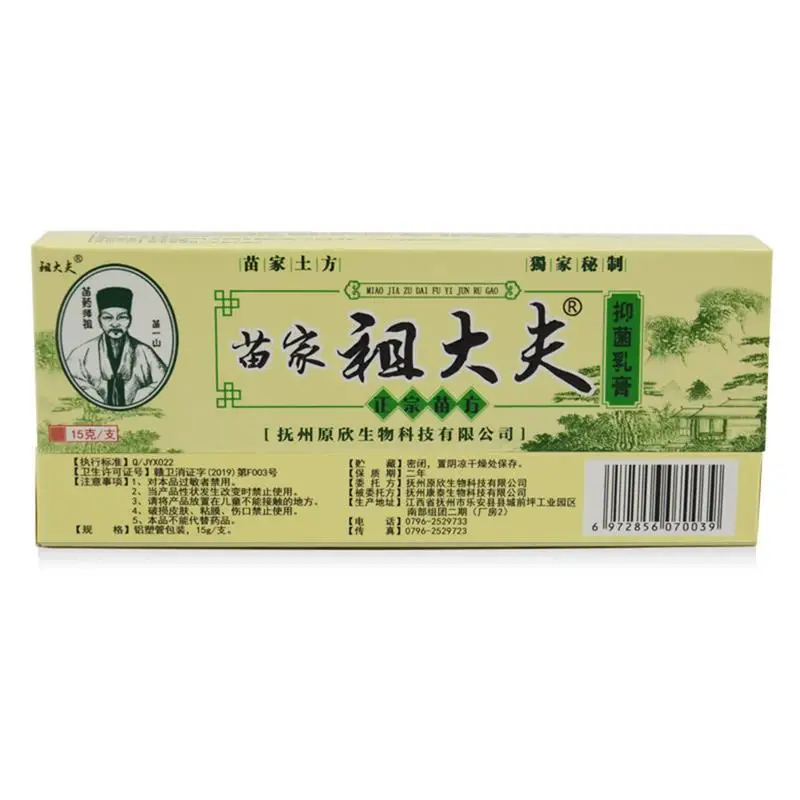 祖大夫®
苗药师祖
苗一山
15克/支
苗家土方
獨家秘制
MIAO JIA ZU DAI FU YI JUN RU GAO
苗家 祖大夫®
抑菌乳膏
正宗苗方
[抚州原欣生物科技有限公司]
【执行标准】Q/JYX022
【卫生许可证号】赣卫消证字(2019)第F003号
【注意事项】1、对本品过敏者禁用。
2、当产品性状发生改变时禁止使用。
3、请将产品放置在儿童不能接触的地方。
4、破损皮肤、粘膜、伤口禁止使用。
5、本品不能代替药品。
【规 格】铝塑管包装，15g/支。
【贮 藏】密闭，置阴凉干燥处保存。
【保 质 期】二年
【委 托 方】抚州原欣生物科技有限公司
【被委托方】抚州康泰生物科技有限公司
【生产地址】江西省抚州市乐安县县城前坪工业园区
南部组团二期（厂房2）
【电 话】0796-2529733
【传 真】0796-2529723
6 972856 070039